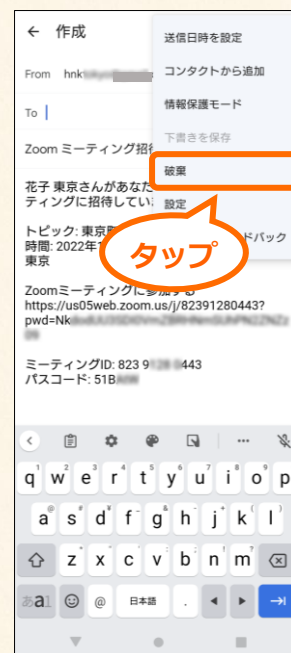 ← 作成
送信日時を設定
From hnk
コンタクトから追加
To
情報保護モード
下書きを保存
Zoom ミーティング招
破棄
花子 東京さんがあなた
ティングに招待してい
設定
トピック: 東京
時間: 2022年
ドバック
東京
タップ
Zoomミーティングに参加する
https://us05web.zoom.us/j/82391280443?
pwd=Nk
09
ミーティングID: 823 9 443
パスコード: 51B
q w e r t y u i o p
a s d f g h j k l
z x c v b n m
あa1 @ 日本語 .